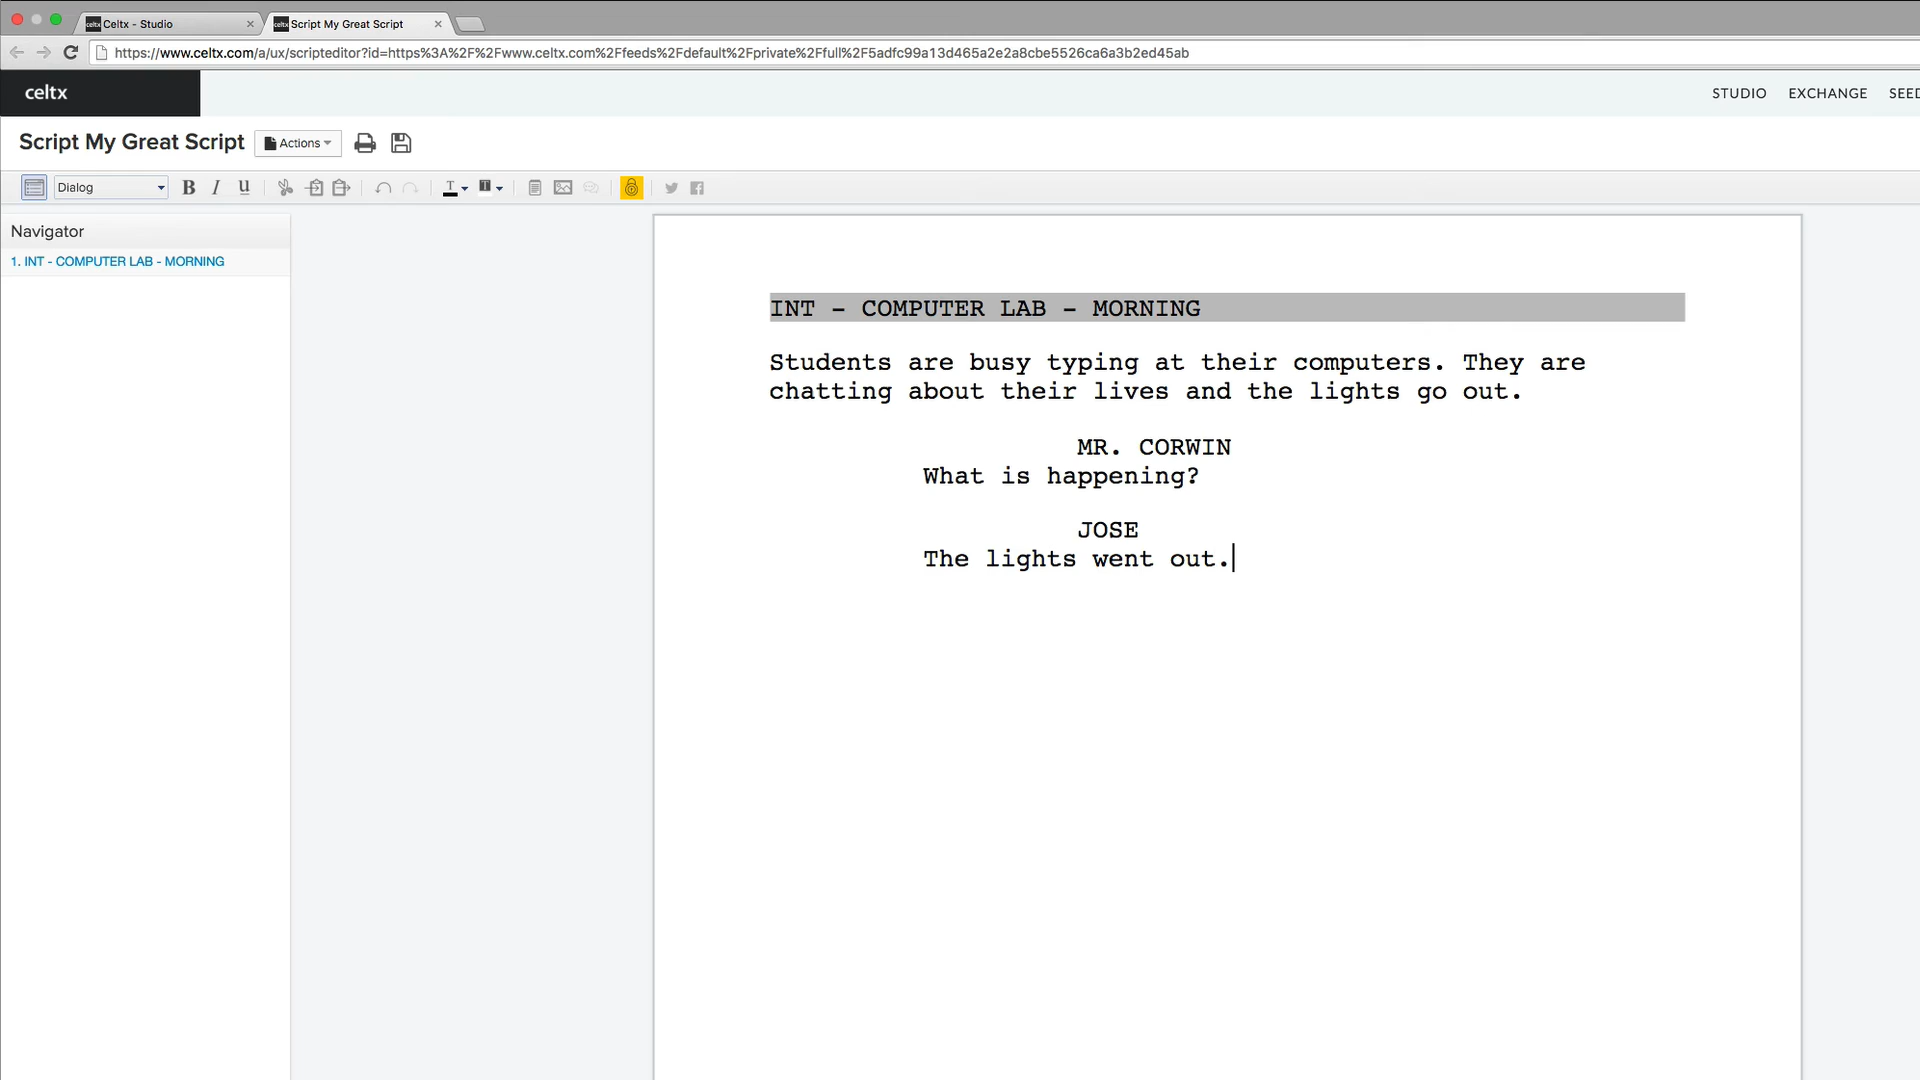 Celtx - Studio
celtx Script My Great Script
https://www.celtx.com/a/ux/scripteditor?id=https%3A%2F%2Fwww.celtx.com%2Ffeeds%2Fdefault%2Fprivate%2Ffull%2F5adfc99a13d465a2e2a8cbe5526ca6a3b2ed45ab
celtx
STUDIO EXCHANGE SEED
Script My Great Script
Actions
Dialog
B I U
T T
Navigator
1. INT - COMPUTER LAB - MORNING
INT - COMPUTER LAB - MORNING
Students are busy typing at their computers. They are
chatting about their lives and the lights go out.
MR. CORWIN
What is happening?
JOSE
The lights went out.